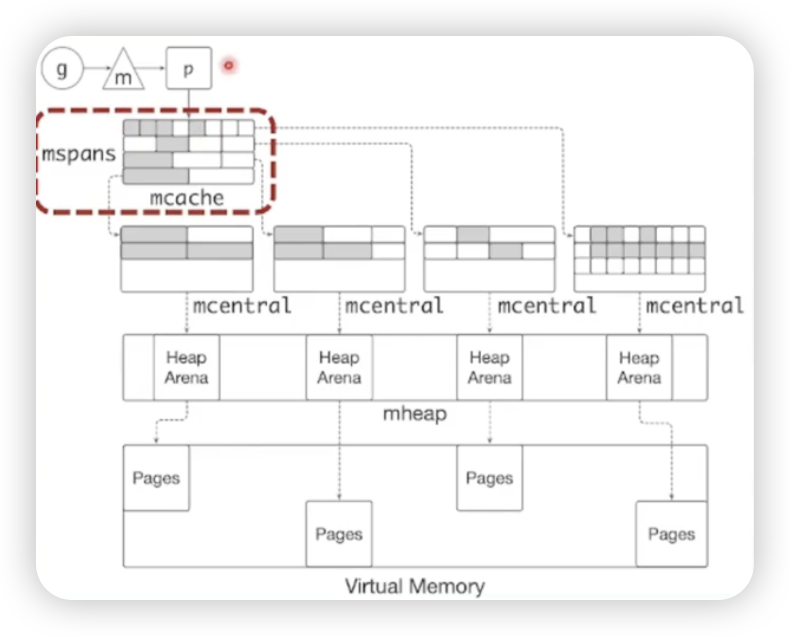 g
m
p
mspans
mcache
mcentral
mcentral
mcentral
mcentral
Heap
Arena
Heap
Arena
Heap
Arena
Heap
Arena
mheap
Pages
Pages
Pages
Pages
Virtual Memory